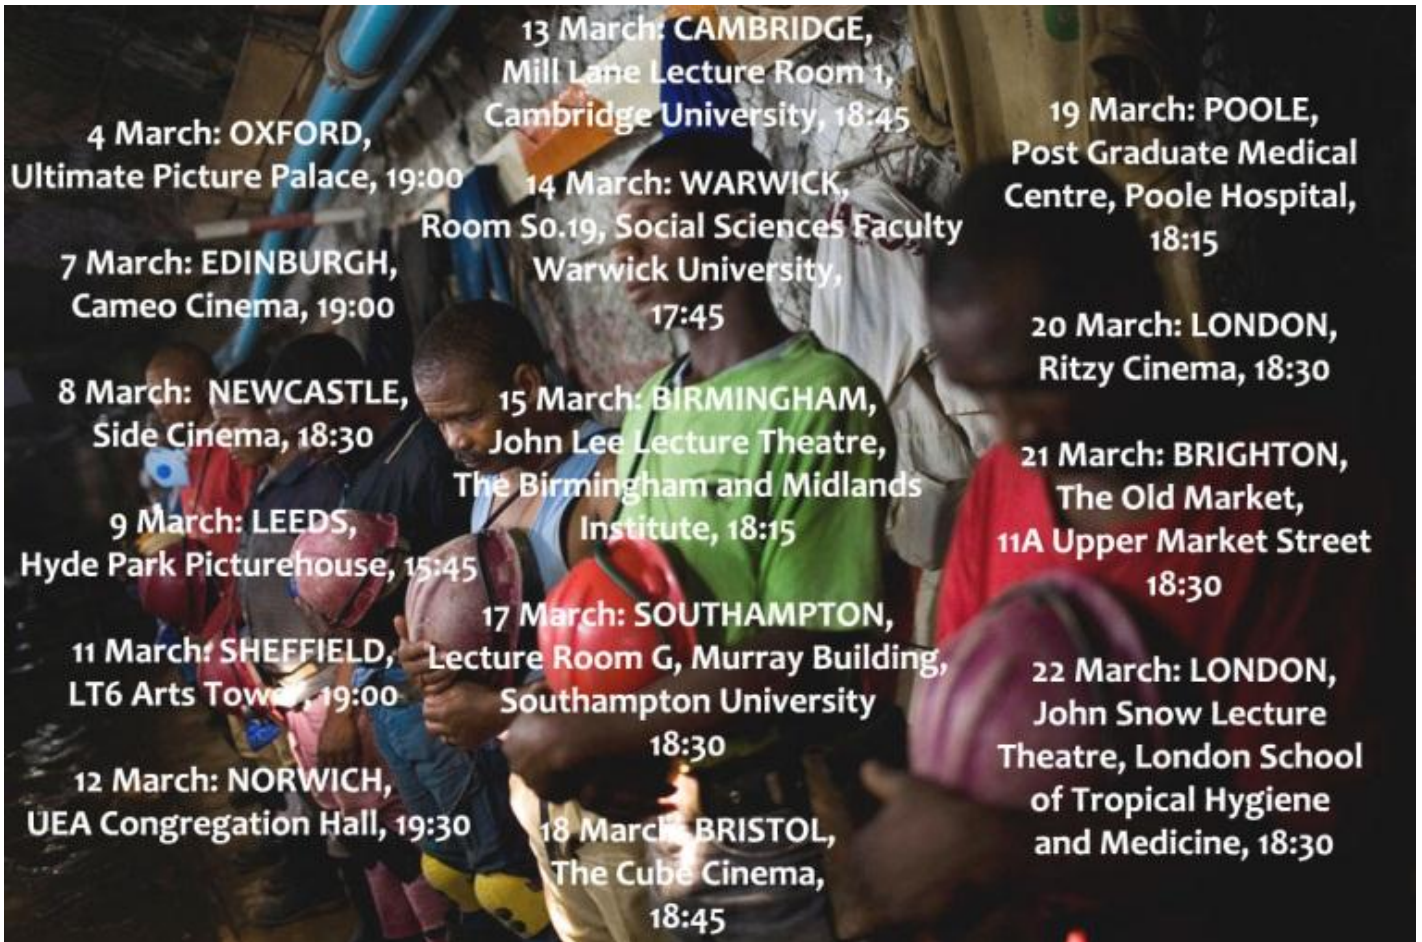 4 March: OXFORD,
Ultimate Picture Palace, 19:00
7 March: EDINBURGH,
Cameo Cinema, 19:00
8 March: NEWCASTLE,
Side Cinema, 18:30
9 March: LEEDS,
Hyde Park Picturehouse, 15:45
11 March: SHEFFIELD,
LT6 Arts Tower, 19:00
12 March: NORWICH,
UEA Congregation Hall, 19:30
13 March: CAMBRIDGE,
Mill Lane Lecture Room 1,
Cambridge University, 18:45
14 March: WARWICK,
Room S0.19, Social Sciences Faculty
Warwick University,
17:45
15 March: BIRMINGHAM,
John Lee Lecture Theatre,
The Birmingham and Midlands
Institute, 18:15
17 March: SOUTHAMPTON,
Lecture Room G, Murray Building,
Southampton University
18:30
18 March: BRISTOL,
The Cube Cinema,
18:45
19 March: POOLE,
Post Graduate Medical
Centre, Poole Hospital,
18:15
20 March: LONDON,
Ritzy Cinema, 18:30
21 March: BRIGHTON,
The Old Market,
11A Upper Market Street
18:30
22 March: LONDON,
John Snow Lecture
Theatre, London School
of Tropical Hygiene
and Medicine, 18:30